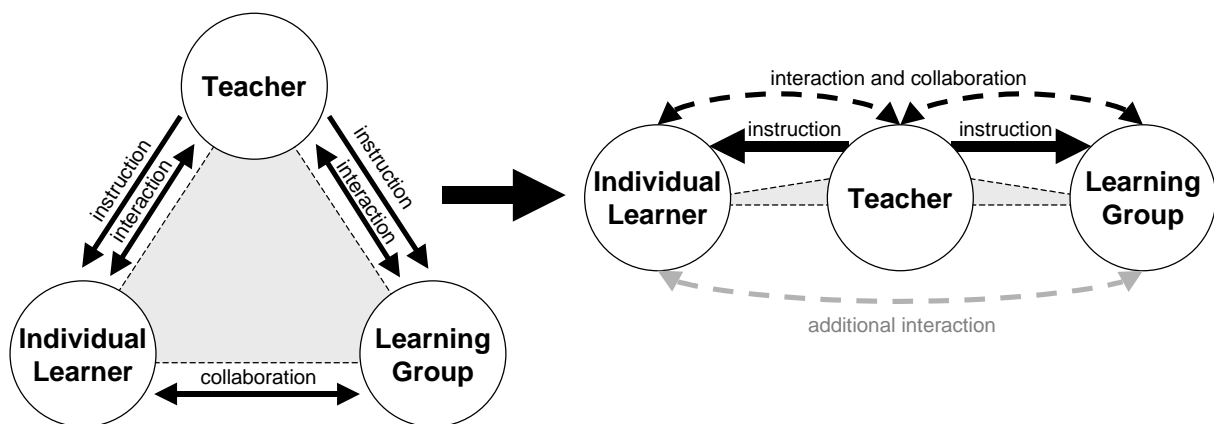 Teacher
instruction
interaction
instruction
interaction
Individual
Learner
Learning
Group
collaboration
interaction and collaboration
instruction
instruction
Individual
Learner
Teacher
Learning
Group
additional interaction